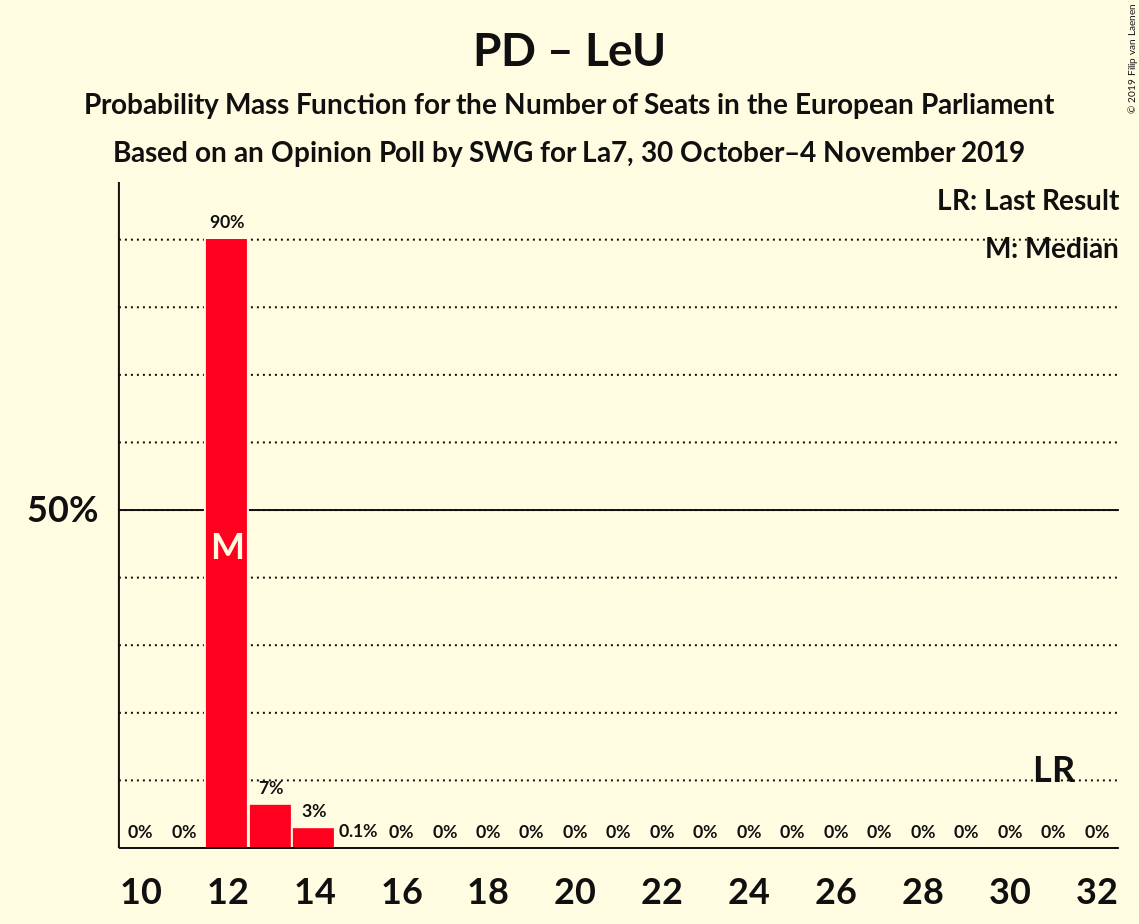 PD – LeU
Probability Mass Function for the Number of Seats in the European Parliament
Based on an Opinion Poll by SWG for La7, 30 October–4 November 2019
© 2019 Filip van Laenen
LR: Last Result
M: Median
90%
50%
M
LR
7%
3%
0% 0% 0.1% 0% 0% 0% 0% 0% 0% 0% 0% 0% 0% 0% 0% 0% 0% 0% 0% 0%
10 12 14 16 18 20 22 24 26 28 30 32